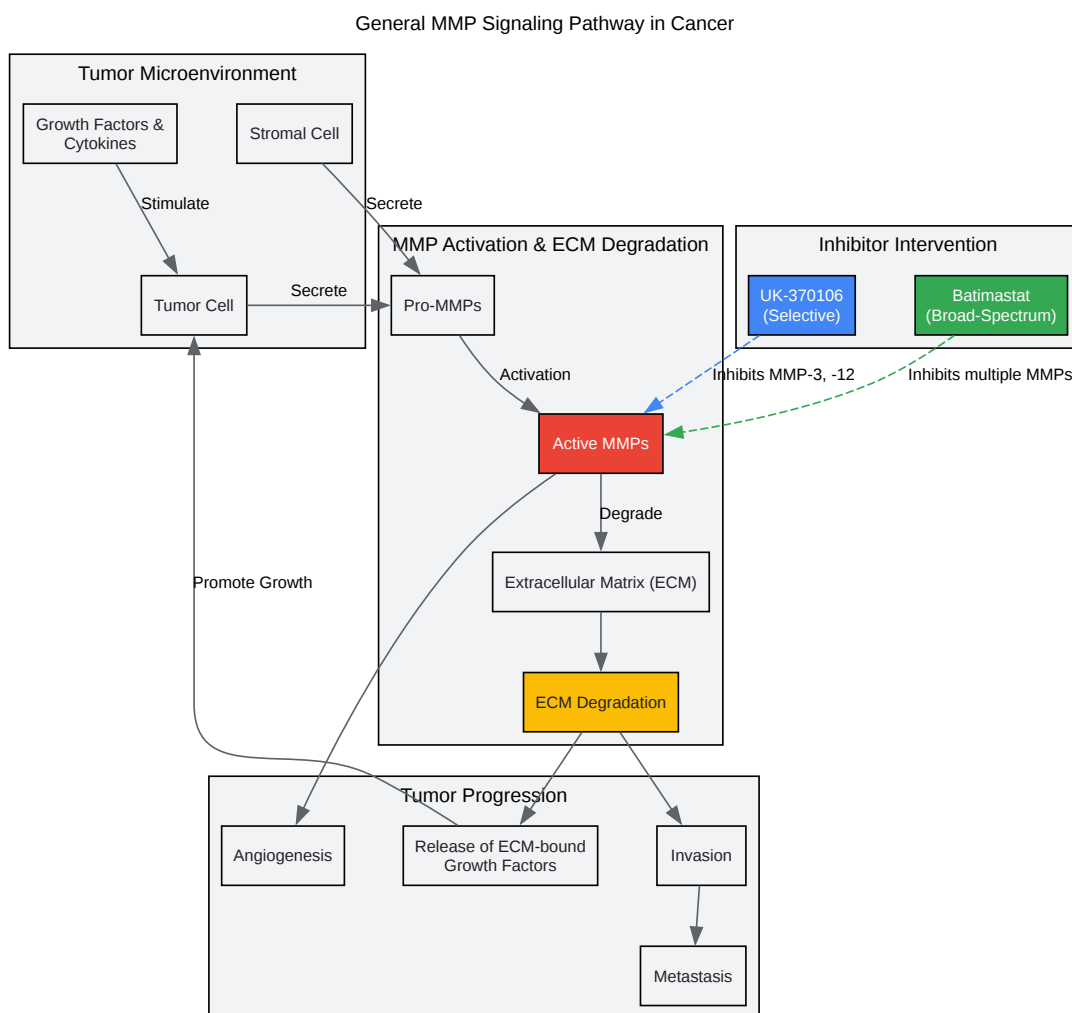 General MMP Signaling Pathway in Cancer
Tumor Microenvironment
Growth Factors &
Cytokines
Stromal Cell
Stimulate
Secrete
Tumor Cell
Secrete
MMP Activation & ECM Degradation
Pro-MMPs
Activation
Active MMPs
Degrade
Extracellular Matrix (ECM)
ECM Degradation
Inhibitor Intervention
UK-370106
(Selective)
Batimastat
(Broad-Spectrum)
Inhibits MMP-3, -12
Inhibits multiple MMPs
Promote Growth
Tumor Progression
Angiogenesis
Release of ECM-bound
Growth Factors
Invasion
Metastasis